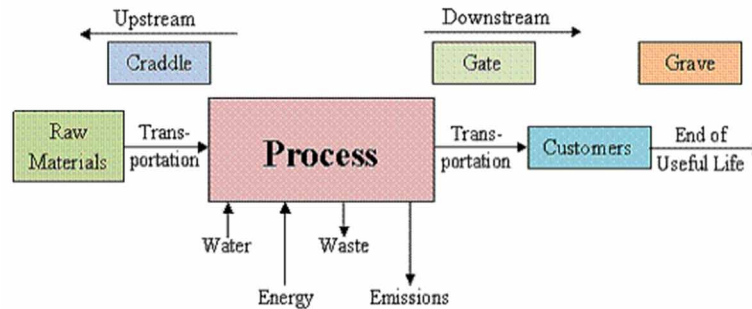 Upstream
Downstream
Craddle
Gate
Grave
Raw
Materials
Trans-
portation
Process
Trans-
portation
Customers
End of
Useful Life
Water
Waste
Energy
Emissions